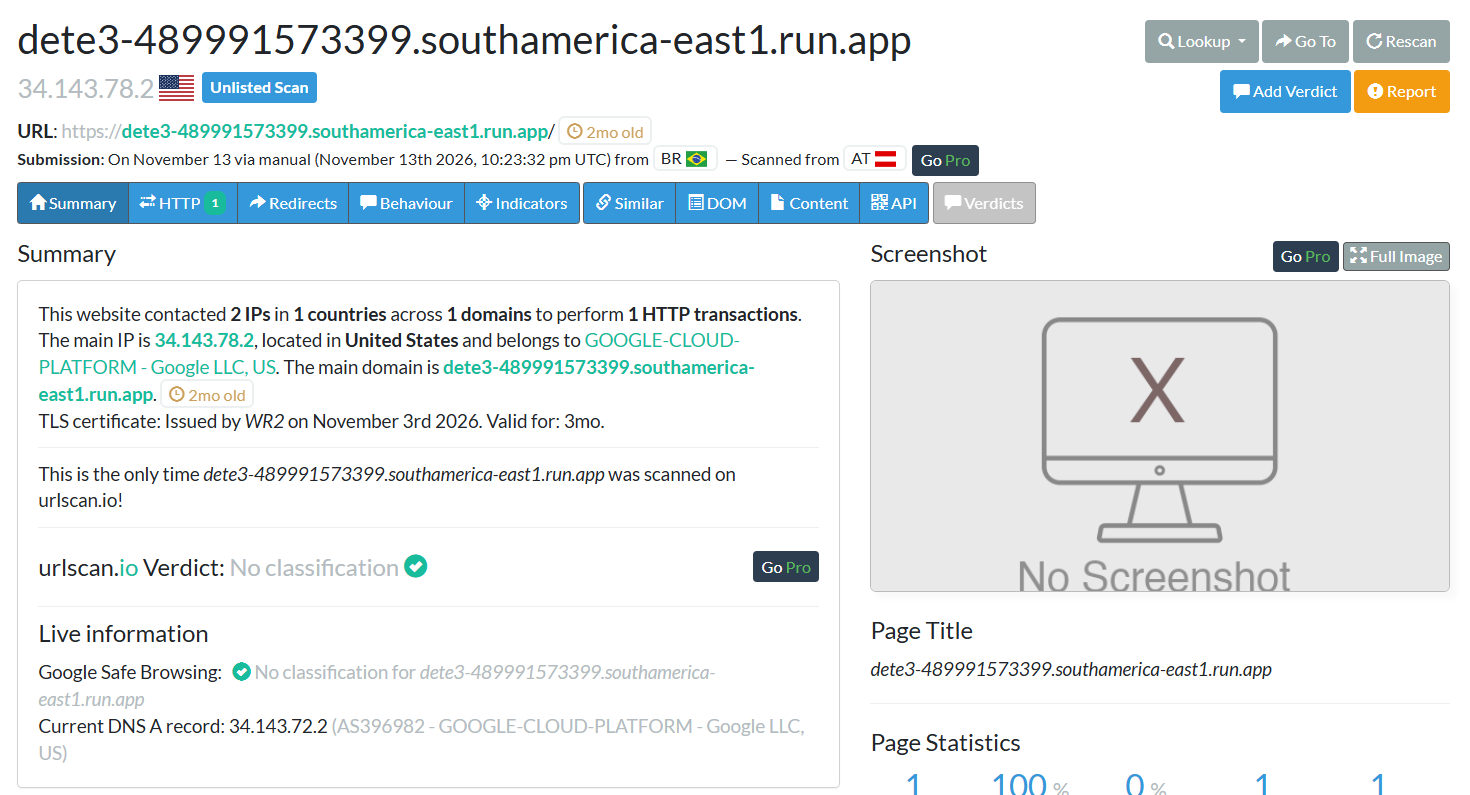 dete3-489991573399.southamerica-east1.run.app
Lookup
Go To
Rescan
34.143.78.2
Unlisted Scan
Add Verdict
Report
URL: https://dete3-489991573399.southamerica-east1.run.app/ 2mo old
Submission: On November 13 via manual (November 13th 2026, 10:23:32 pm UTC) from BR — Scanned from AT Go Pro
Summary HTTP 1 Redirects Behaviour Indicators Similar DOM Content API Verdicts
Summary
This website contacted 2 IPs in 1 countries across 1 domains to perform 1 HTTP transactions.
The main IP is 34.143.78.2, located in United States and belongs to GOOGLE-CLOUD-
PLATFORM - Google LLC, US. The main domain is dete3-489991573399.southamerica-
east1.run.app. 2mo old
TLS certificate: Issued by WR2 on November 3rd 2026. Valid for: 3mo.
This is the only time dete3-489991573399.southamerica-east1.run.app was scanned on
urlscan.io!
urlscan.io Verdict: No classification
Go Pro
Live information
Google Safe Browsing: No classification for dete3-489991573399.southamerica-
east1.run.app
Current DNS A record: 34.143.72.2 (AS396982 - GOOGLE-CLOUD-PLATFORM - Google LLC,
US)
Screenshot
Go Pro
Full Image
X
No Screenshot
Page Title
dete3-489991573399.southamerica-east1.run.app
Page Statistics
1 100 % 0 % 1 1